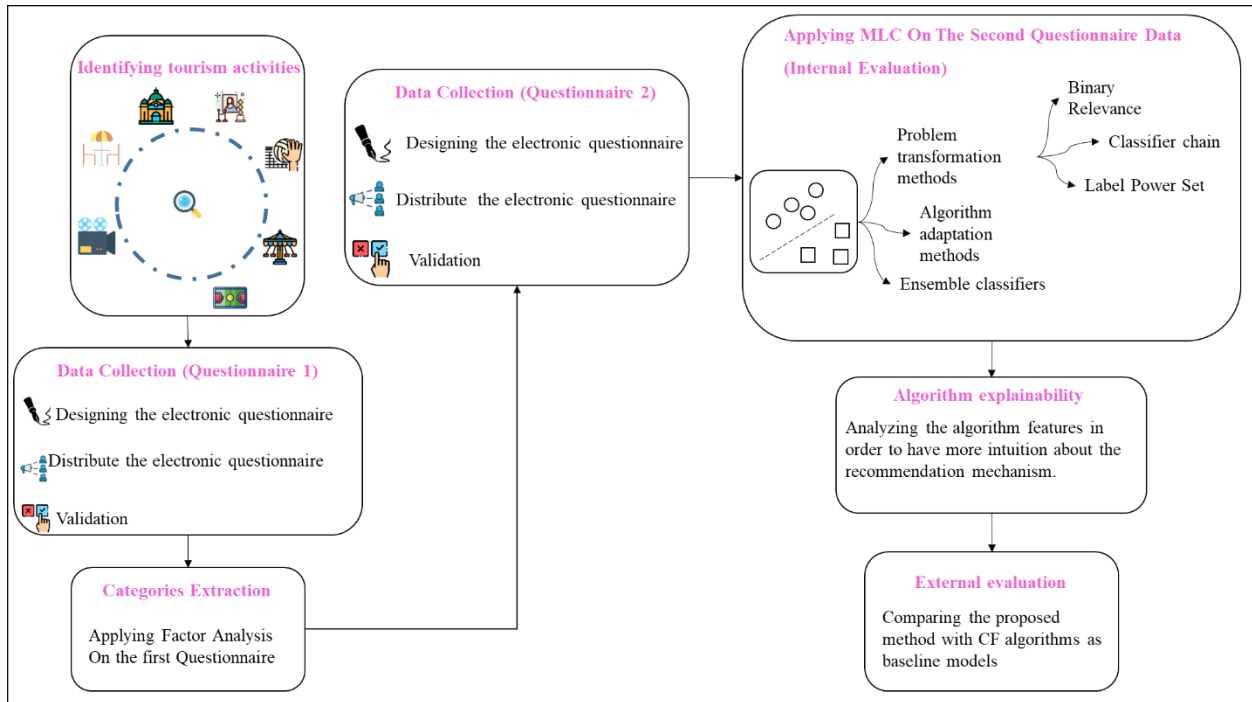 Identifying tourism activities
Data Collection (Questionnaire 1)
Designing the electronic questionnaire
Distribute the electronic questionnaire
Validation
Categories Extraction
Applying Factor Analysis
On the first Questionnaire
Data Collection (Questionnaire 2)
Designing the electronic questionnaire
Distribute the electronic questionnaire
Validation
Applying MLC On The Second Questionnaire Data
(Internal Evaluation)
Problem
transformation
methods
Binary
Relevance
Classifier chain
Label Power Set
Algorithm
adaptation
methods
Ensemble classifiers
Algorithm explainability
Analyzing the algorithm features in
order to have more intuition about the
recommendation mechanism.
External evaluation
Comparing the proposed
method with CF algorithms as
baseline models